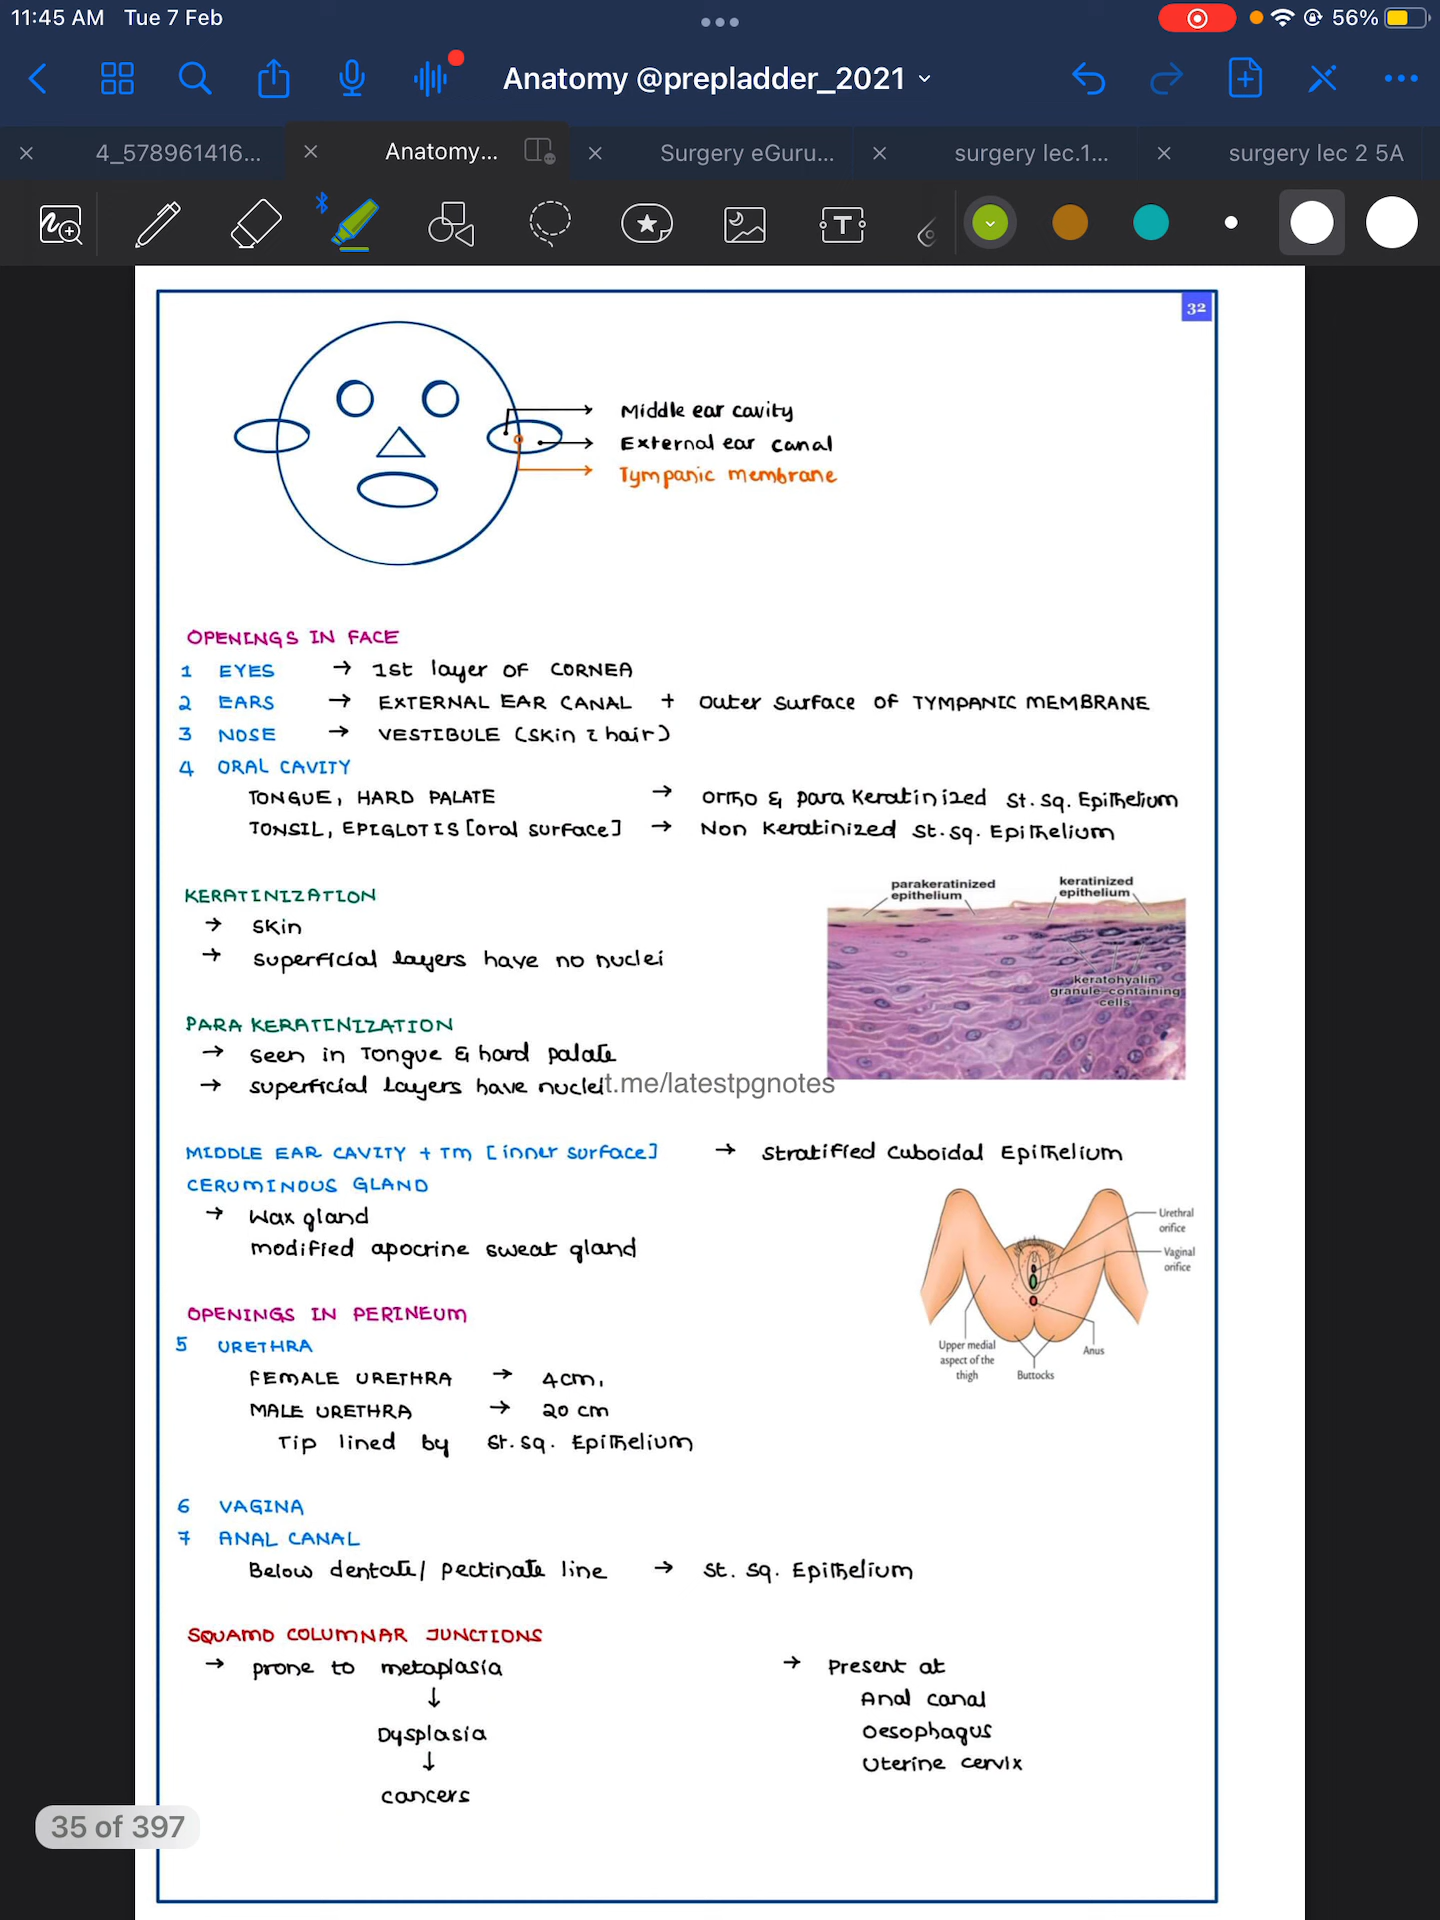 11:45 AM Tue 7 Feb
56%
Anatomy @prepladder_2021
4_578961416...
Anatomy...
Surgery eGuru...
surgery lec.1...
surgery lec 2 5A
32
Middle ear cavity
External ear canal
Tympanic membrane
OPENINGS IN FACE
1 EYES → 1st layer OF CORNEA
2 EARS → EXTERNAL EAR CANAL + Outer surface OF TYMPANIC MEMBRANE
3 NOSE → VESTIBULE (Skin c hair)
4 ORAL CAVITY
TONGUE, HARD PALATE → Ortho & para Keratinized St. Sq. Epithelium
TONSIL, EPIGLOTIS [oral surface] → Non Keratinized St. Sq. Epithelium
KERATINIZATION
→ Skin
→ superficial layers have no nuclei
parakeratinized
epithelium
keratinized
epithelium
keratohyalin
granule-containing
cells
PARA KERATINIZATION
→ Seen in Tongue & hard palate
→ superficial layers have nuclei
t.me/latestpgnotes
MIDDLE EAR CAVITY + TM [inner surface] → Stratified Cuboidal Epithelium
CERUMINOUS GLAND
→ Wax gland
modified apocrine sweat gland
Urethral
orifice
Vaginal
orifice
Upper medial
aspect of the
thigh
Buttocks
Anus
OPENINGS IN PERINEUM
5 URETHRA
FEMALE URETHRA → 4cm,
MALE URETHRA → 20 cm
Tip lined by St. Sq. Epithelium
6 VAGINA
7 ANAL CANAL
Below dentate/ pectinate line → St. Sq. Epithelium
SQUAMO COLUMNAR JUNCTIONS
→ prone to metaplasia
↓
Dysplasia
↓
cancers
→ Present at
Anal canal
Oesophagus
Uterine cervix
35 of 397